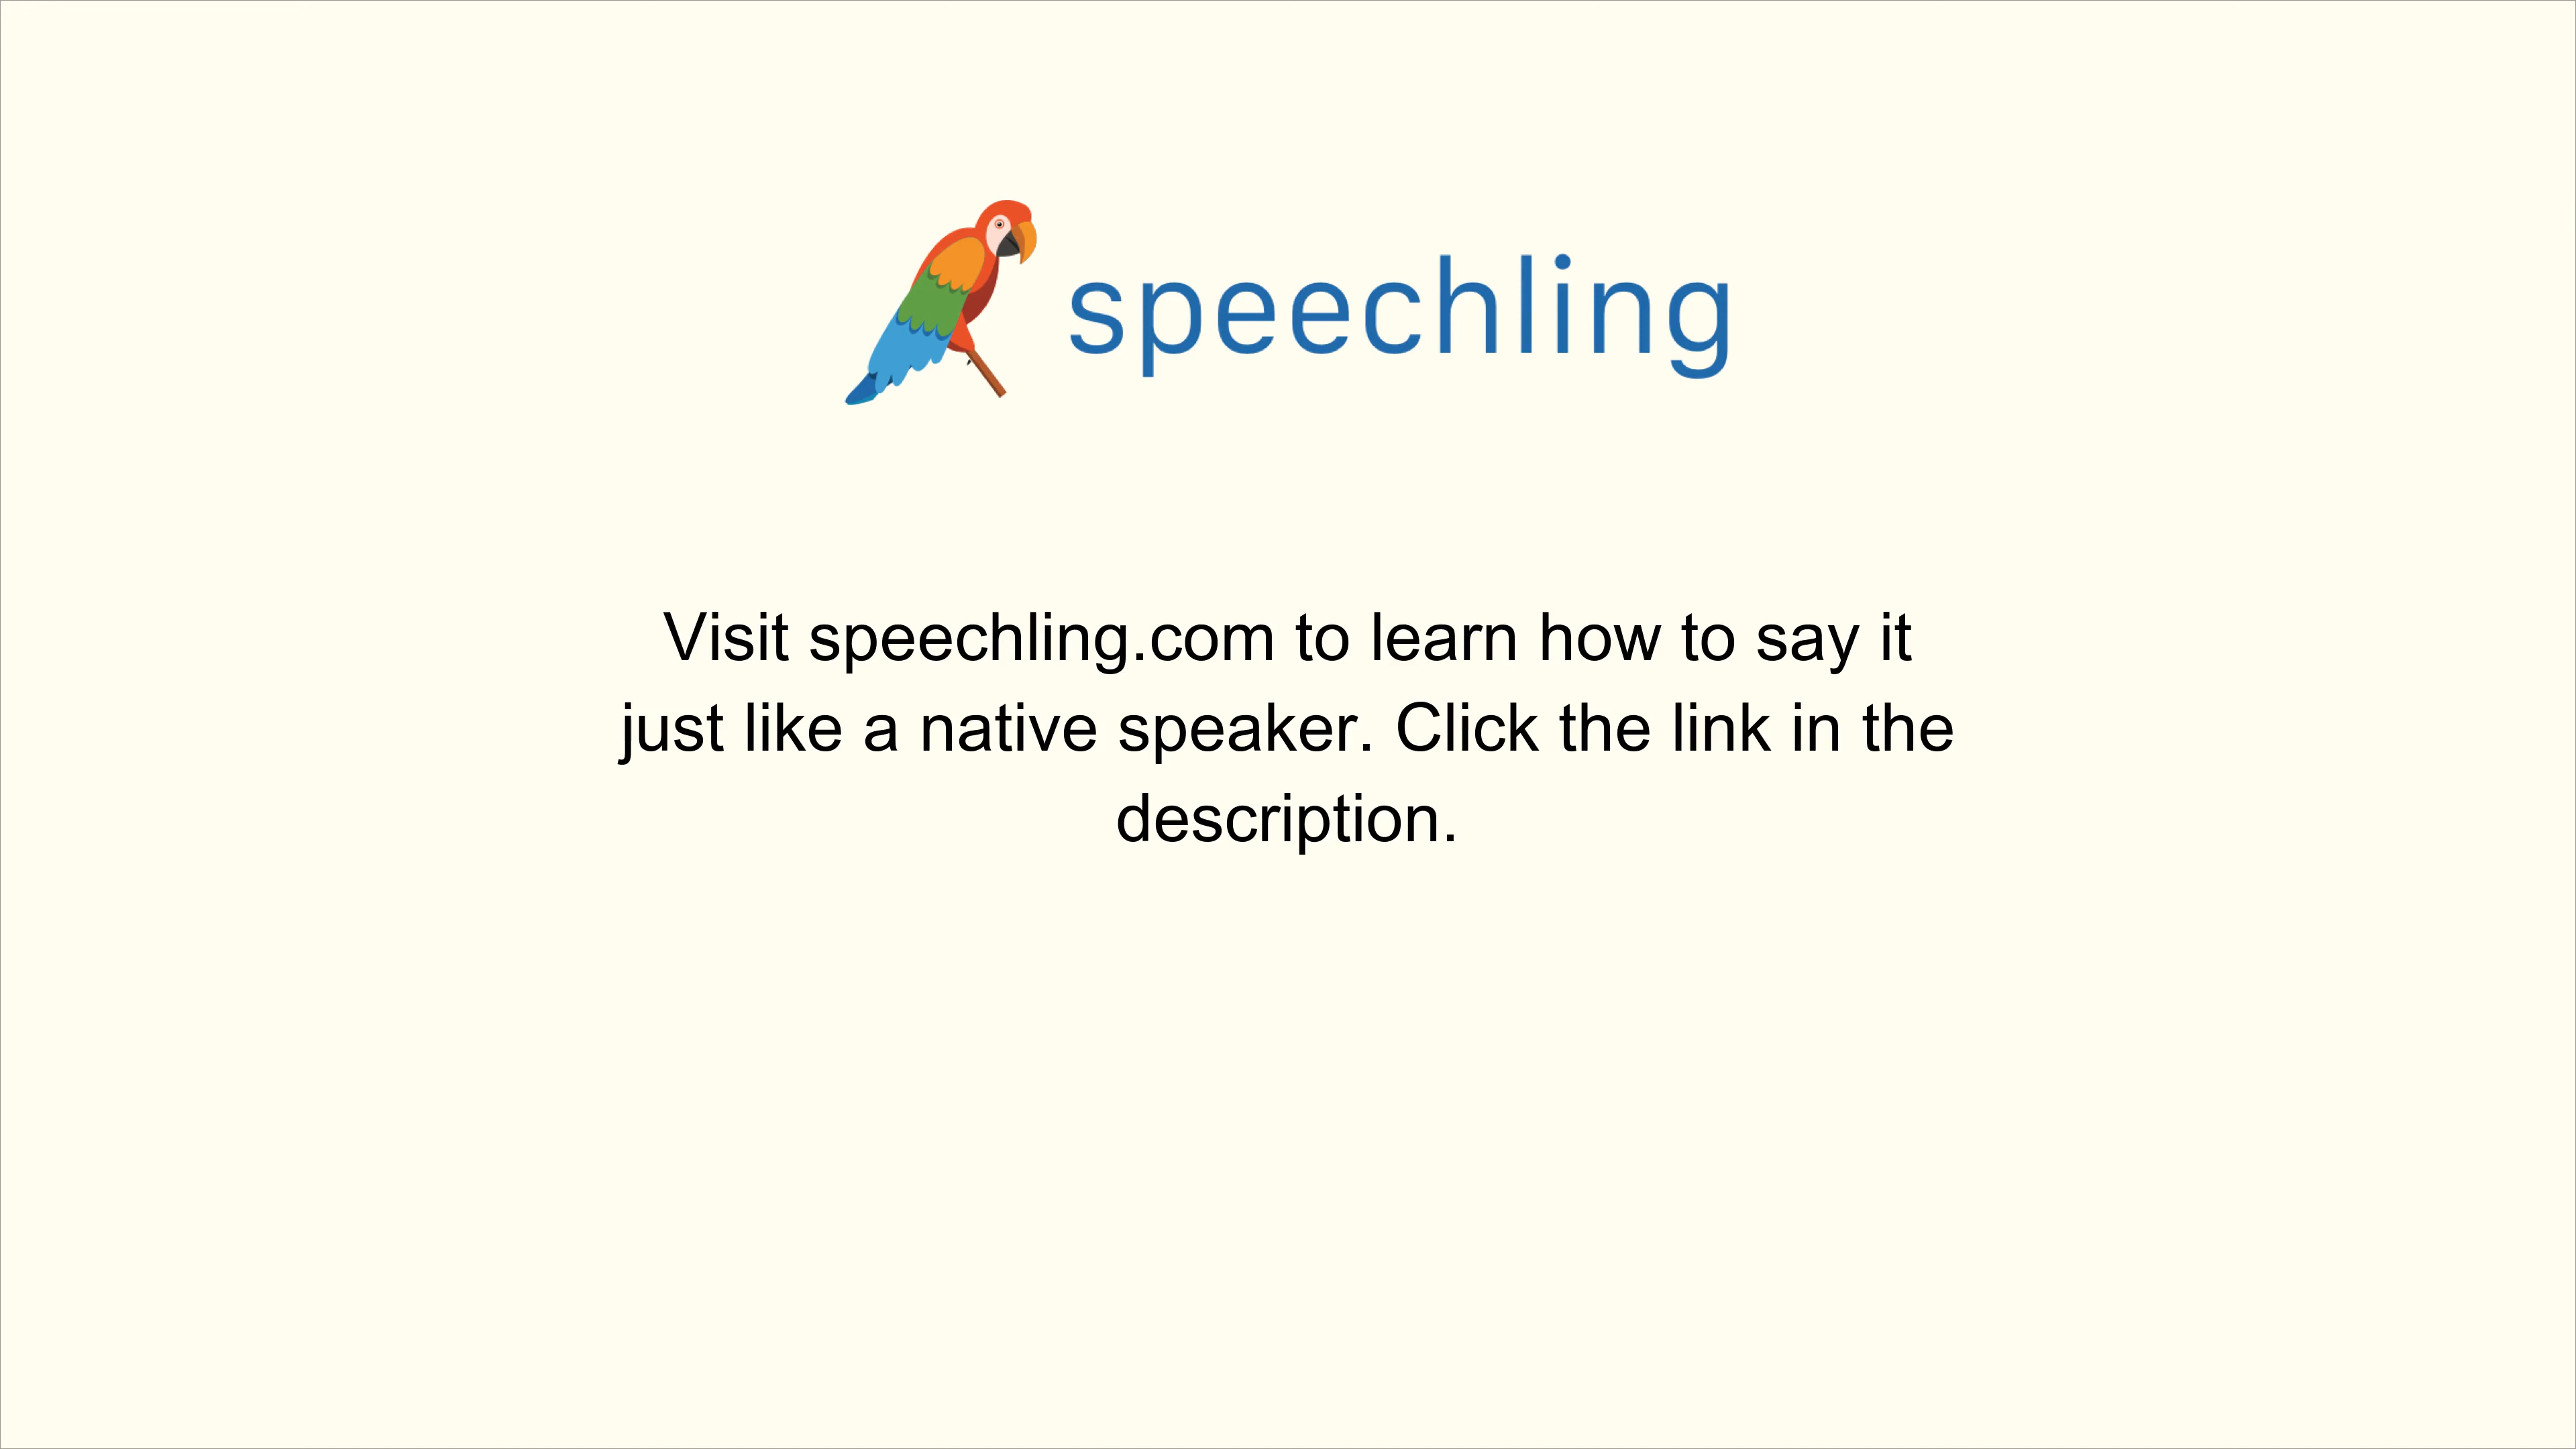 speechling
Visit speechling.com to learn how to say it
just like a native speaker. Click the link in the
description.